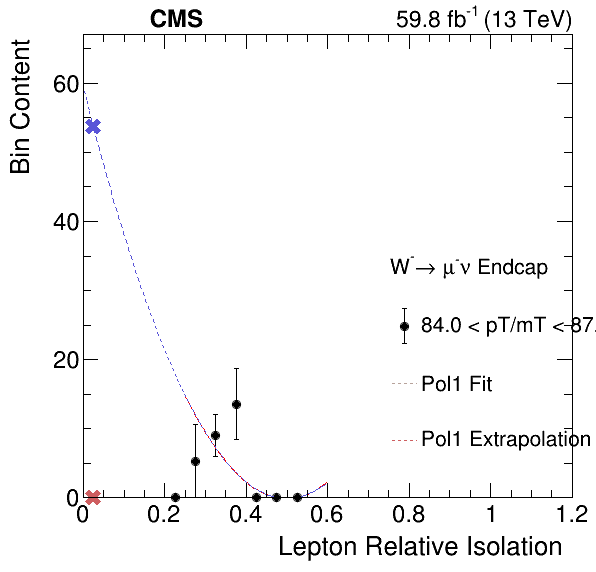 CMS
59.8 fb⁻¹ (13 TeV)
Bin Content
60
40
20
0
W⁻→ μ⁻ν Endcap
84.0 < pT/mT < 87.
Pol1 Fit
Pol1 Extrapolation
0 0.2 0.4 0.6 0.8 1 1.2
Lepton Relative Isolation